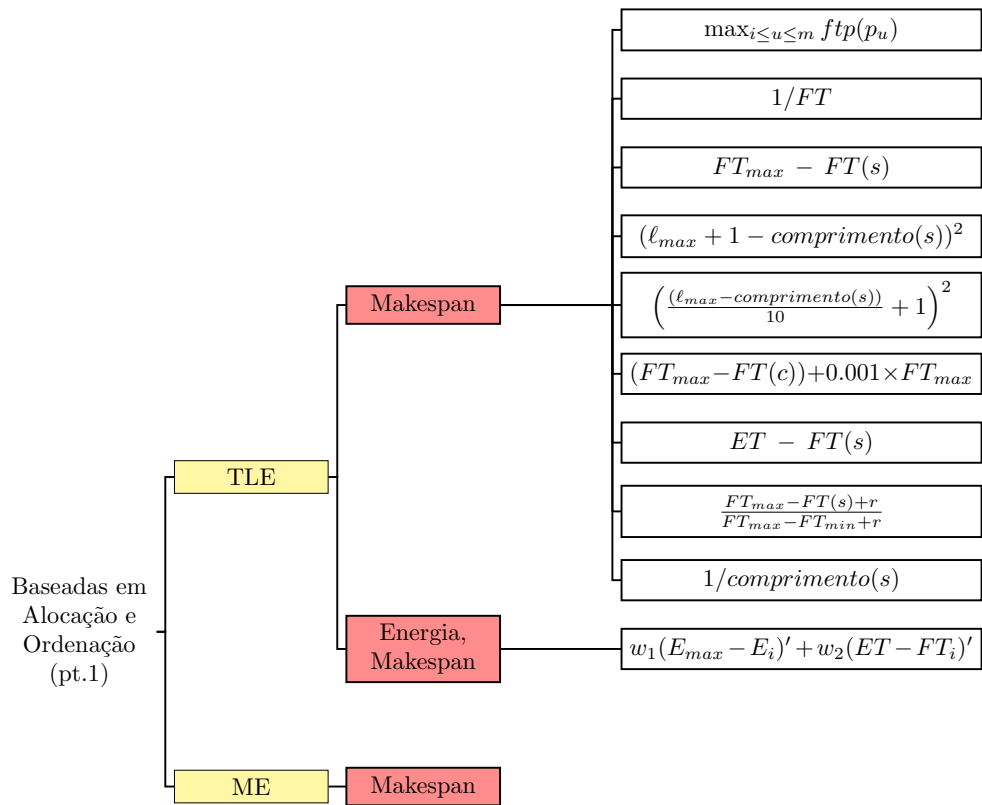 max_{i≤u≤m} ftp(p_u)
1/FT
FT_{max} − FT(s)
(ℓ_{max} + 1 − comprimento(s))^2
(\frac{(ℓ_{max}−comprimento(s))}{10} + 1)^2
(FT_{max}−FT(c))+0.001×FT_{max}
ET − FT(s)
\frac{FT_{max}−FT(s)+r}{FT_{max}−FT_{min}+r}
1/comprimento(s)
Makespan
TLE
Baseadas em
Alocação e
Ordenação
(pt.1)
Energia,
Makespan
w_1(E_{max} − E_i)′ + w_2(ET − FT_i)′
ME
Makespan